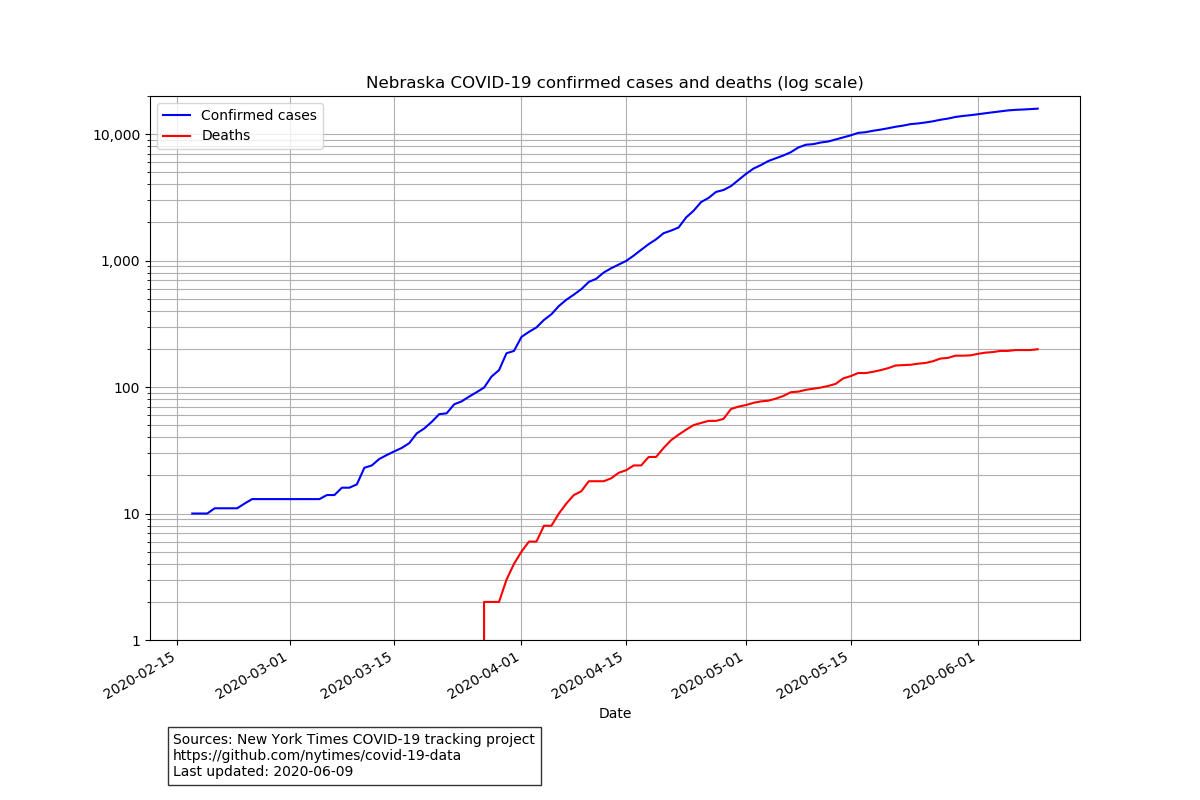 Nebraska COVID-19 confirmed cases and deaths (log scale)
Confirmed cases
Deaths
10,000
1,000
100
10
1
2020-02-15
2020-03-01
2020-03-15
2020-04-01
2020-04-15
2020-05-01
2020-05-15
2020-06-01
Date
Sources: New York Times COVID-19 tracking project
https://github.com/nytimes/covid-19-data
Last updated: 2020-06-09